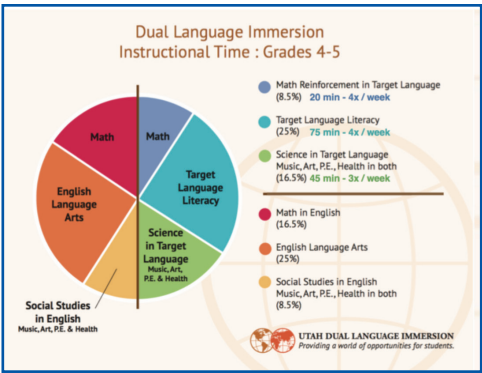 Dual Language Immersion
Instructional Time : Grades 4-5
Math
Math
English
Language
Arts
Target
Language
Literacy
Science
in Target
Language
Music, Art,
P.E. & Health
Social Studies
in English
Music, Art, P.E. & Health
Math Reinforcement in Target Language
(8.5%) 20 min - 4x / week
Target Language Literacy
(25%) 75 min - 4x / week
Science in Target Language
Music, Art, P.E., Health in both
(16.5%) 45 min - 3x / week
Math in English
(16.5%)
English Language Arts
(25%)
Social Studies in English
Music, Art, P.E., Health in both
(8.5%)
UTAH DUAL LANGUAGE IMMERSION
Providing a world of opportunities for students.